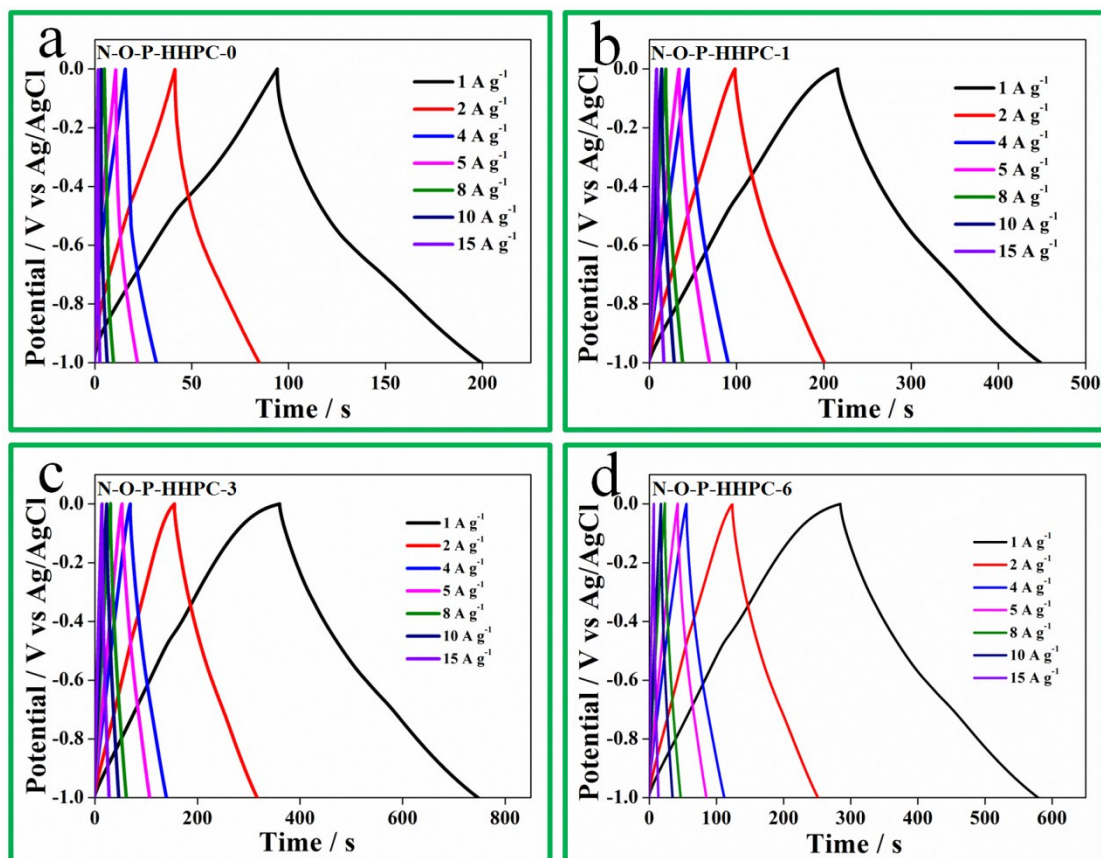 a
N-O-P-HHPC-0
Potential / V vs Ag/AgCl
0.0
-0.2
-0.4
-0.6
-0.8
-1.0
1 A g⁻¹
2 A g⁻¹
4 A g⁻¹
5 A g⁻¹
8 A g⁻¹
10 A g⁻¹
15 A g⁻¹
0 50 100 150 200
Time / s
b
N-O-P-HHPC-1
Potential / V vs Ag/AgCl
0.0
-0.2
-0.4
-0.6
-0.8
-1.0
1 A g⁻¹
2 A g⁻¹
4 A g⁻¹
5 A g⁻¹
8 A g⁻¹
10 A g⁻¹
15 A g⁻¹
0 100 200 300 400 500
Time / s
c
N-O-P-HHPC-3
Potential / V vs Ag/AgCl
0.0
-0.2
-0.4
-0.6
-0.8
-1.0
1 A g⁻¹
2 A g⁻¹
4 A g⁻¹
5 A g⁻¹
8 A g⁻¹
10 A g⁻¹
15 A g⁻¹
0 200 400 600 800
Time / s
d
N-O-P-HHPC-6
Potential / V vs Ag/AgCl
0.0
-0.2
-0.4
-0.6
-0.8
-1.0
1 A g⁻¹
2 A g⁻¹
4 A g⁻¹
5 A g⁻¹
8 A g⁻¹
10 A g⁻¹
15 A g⁻¹
0 100 200 300 400 500 600
Time / s